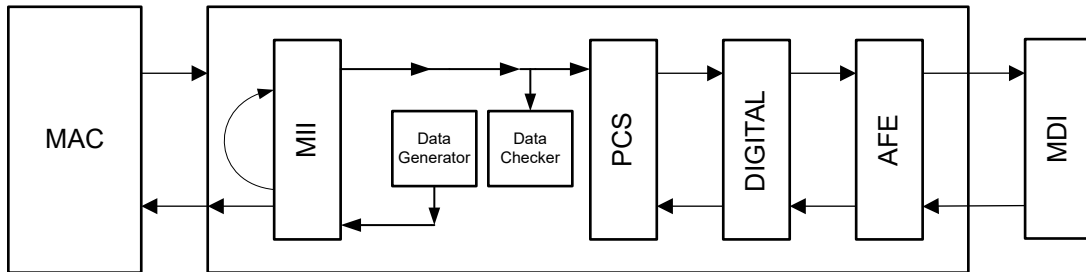 MAC
MII
Data
Generator
Data
Checker
PCS
DIGITAL
AFE
MDI